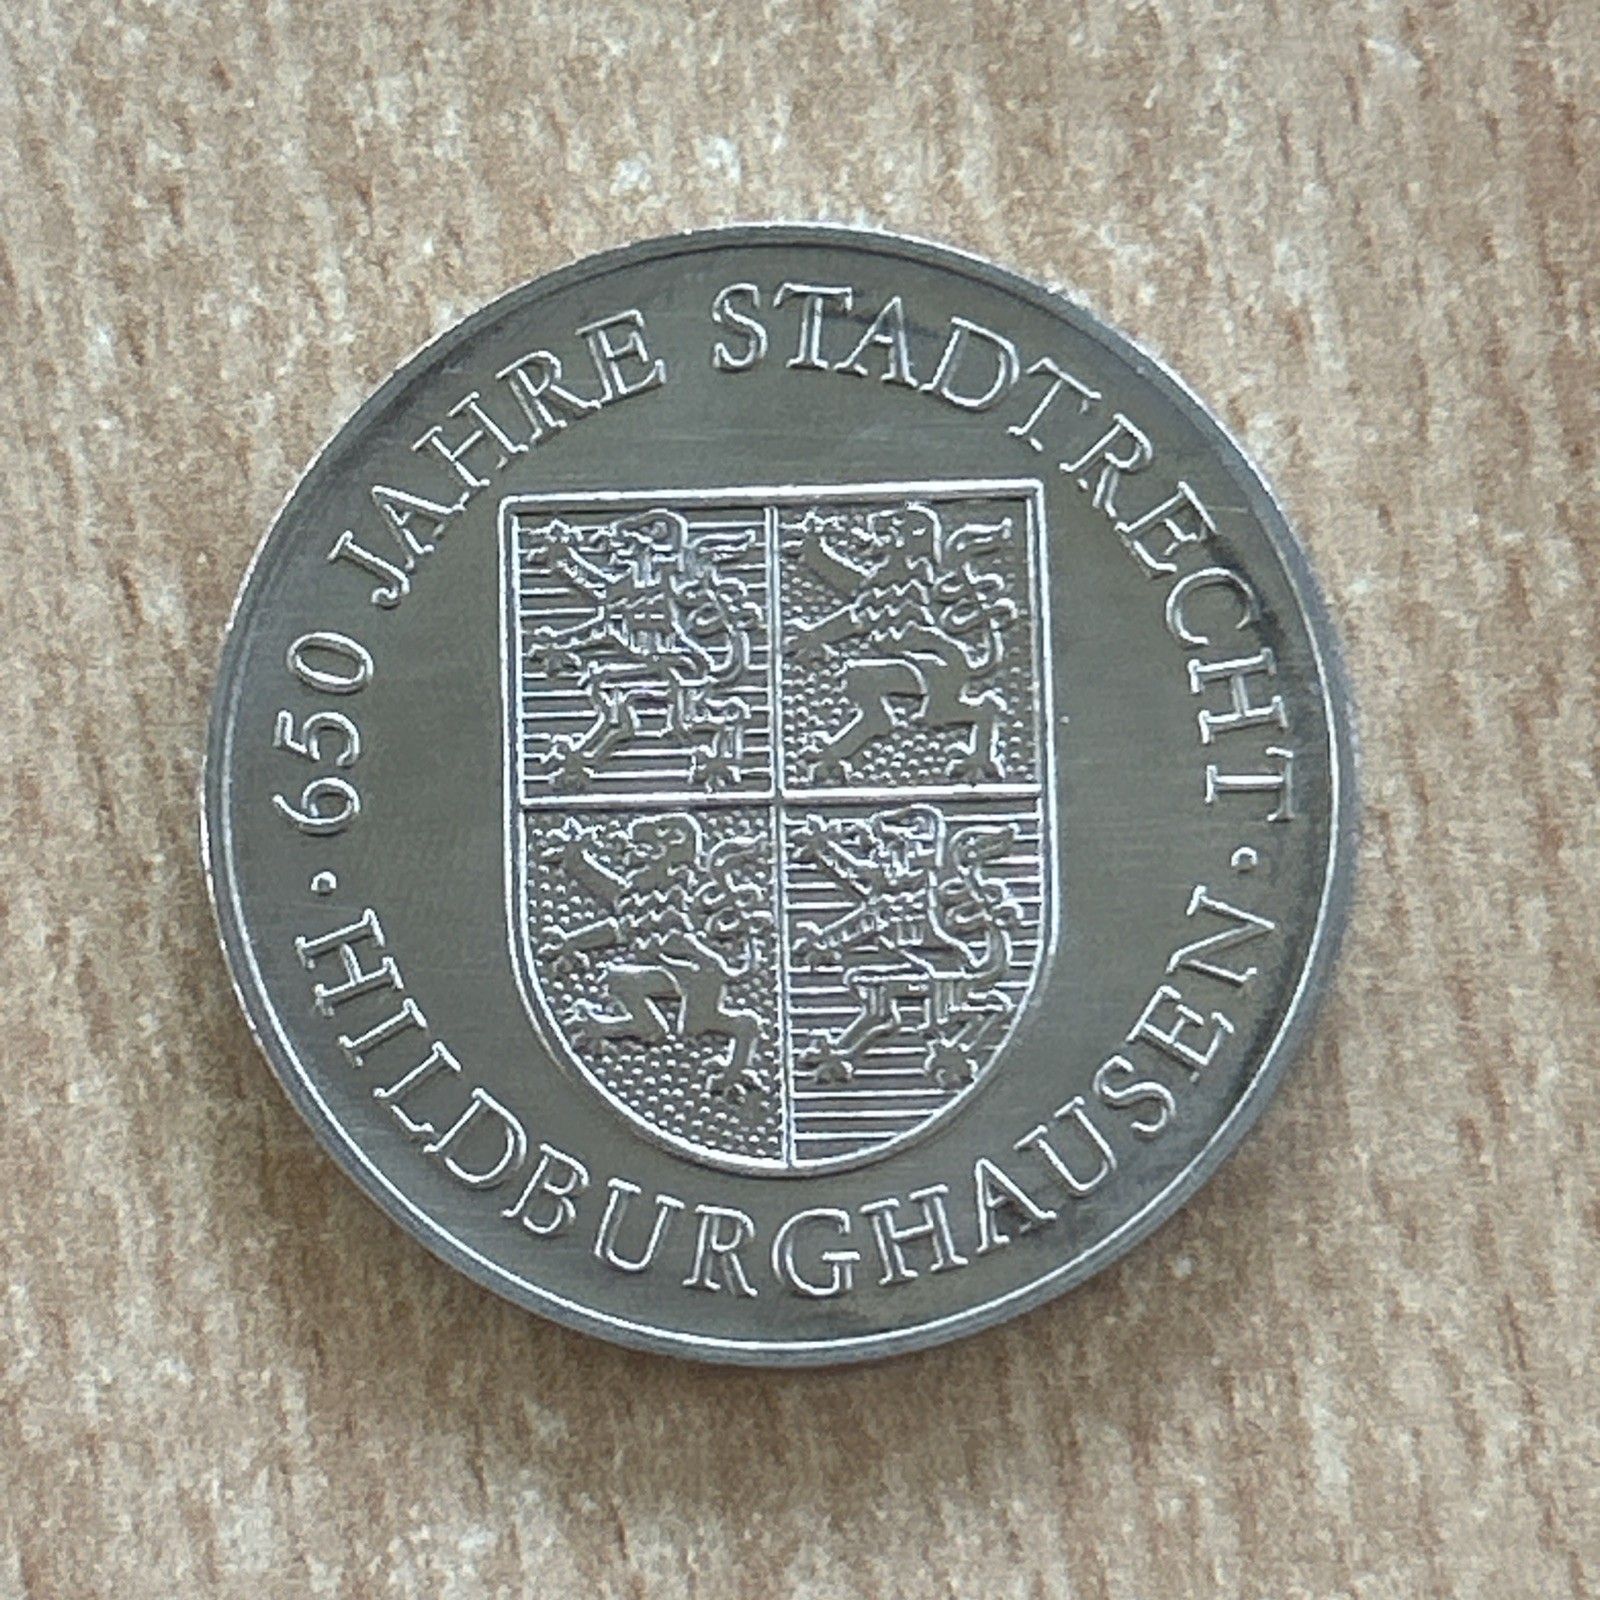 650 JAHRE STADTRECHT
· HILDBURGHAUSEN ·